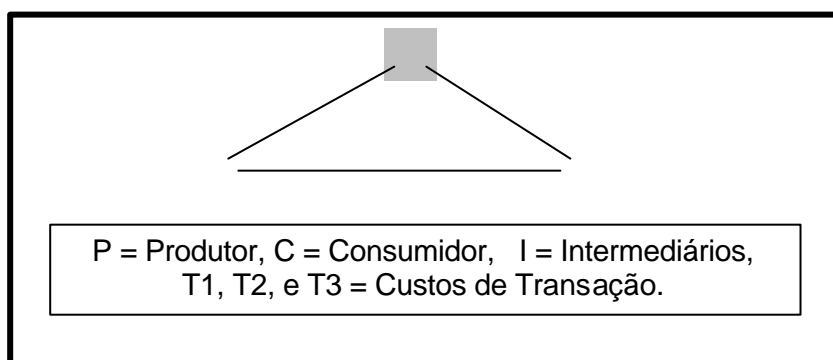 P = Produtor, C = Consumidor, I = Intermediários,
T1, T2, e T3 = Custos de Transação.